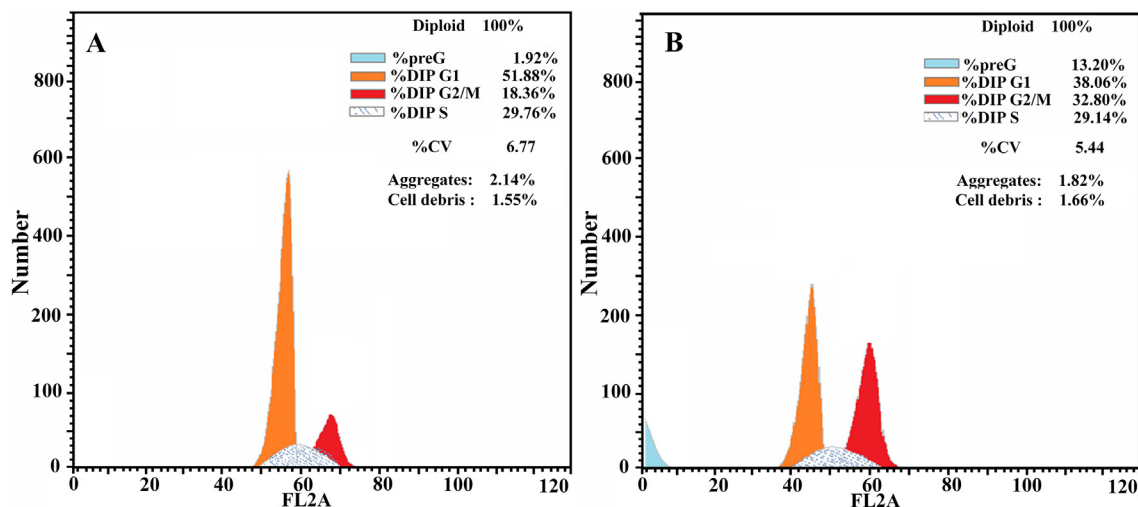 A
Diploid 100%
%preG 1.92%
%DIP G1 51.88%
%DIP G2/M 18.36%
%DIP S 29.76%
%CV 6.77
Aggregates: 2.14%
Cell debris : 1.55%
Number
800
600
400
200
100
0
0 20 40 60 80 100 120
FL2A
B
Diploid 100%
%preG 13.20%
%DIP G1 38.06%
%DIP G2/M 32.80%
%DIP S 29.14%
%CV 5.44
Aggregates: 1.82%
Cell debris : 1.66%
Number
800
600
400
200
100
0
0 20 40 60 80 100 120
FL2A